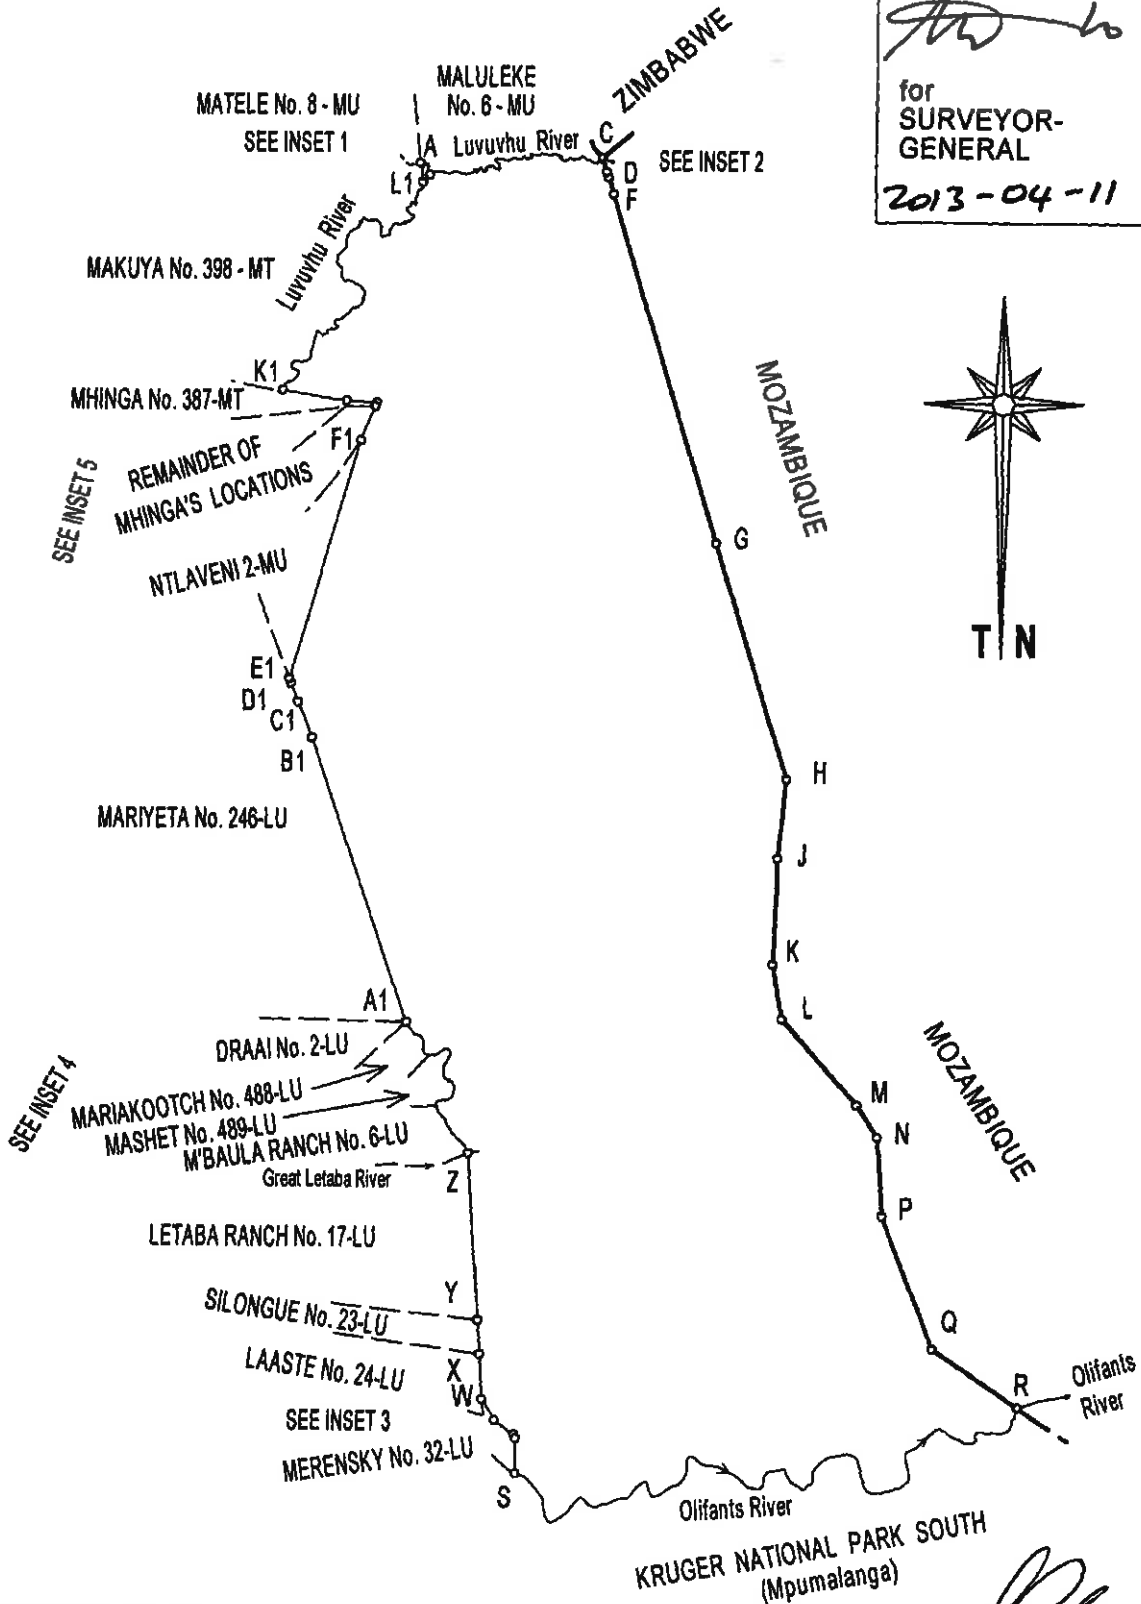 ZIMBABWE
for
SURVEYOR-
GENERAL
2013-04-11
MALULEKE
No. 6 - MU
MATELE No. 8 - MU
SEE INSET 1
A
Luvuvhu River
C
D
SEE INSET 2
F
L1
Luvuvhu River
MAKUYA No. 398 - MT
K1
MHINGA No. 387-MT
MOZAMBIQUE
F1
REMAINDER OF
MHINGA'S LOCATIONS
SEE INSET 5
G
NTLAVENI 2-MU
T N
E1
D1
C1
B1
H
MARIYETA No. 246-LU
J
K
A1
L
DRAAI No. 2-LU
MOZAMBIQUE
SEE INSET 4
MARIAKOOTCH No. 488-LU
MASHET No. 489-LU
M'BAULA RANCH No. 6-LU
M
N
Great Letaba River
Z
P
LETABA RANCH No. 17-LU
Y
SILONGUE No. 23-LU
Q
LAASTE No. 24-LU
X
W
R
Olifants
River
SEE INSET 3
MERENSKY No. 32-LU
S
Olifants River
KRUGER NATIONAL PARK SOUTH
(Mpumalanga)